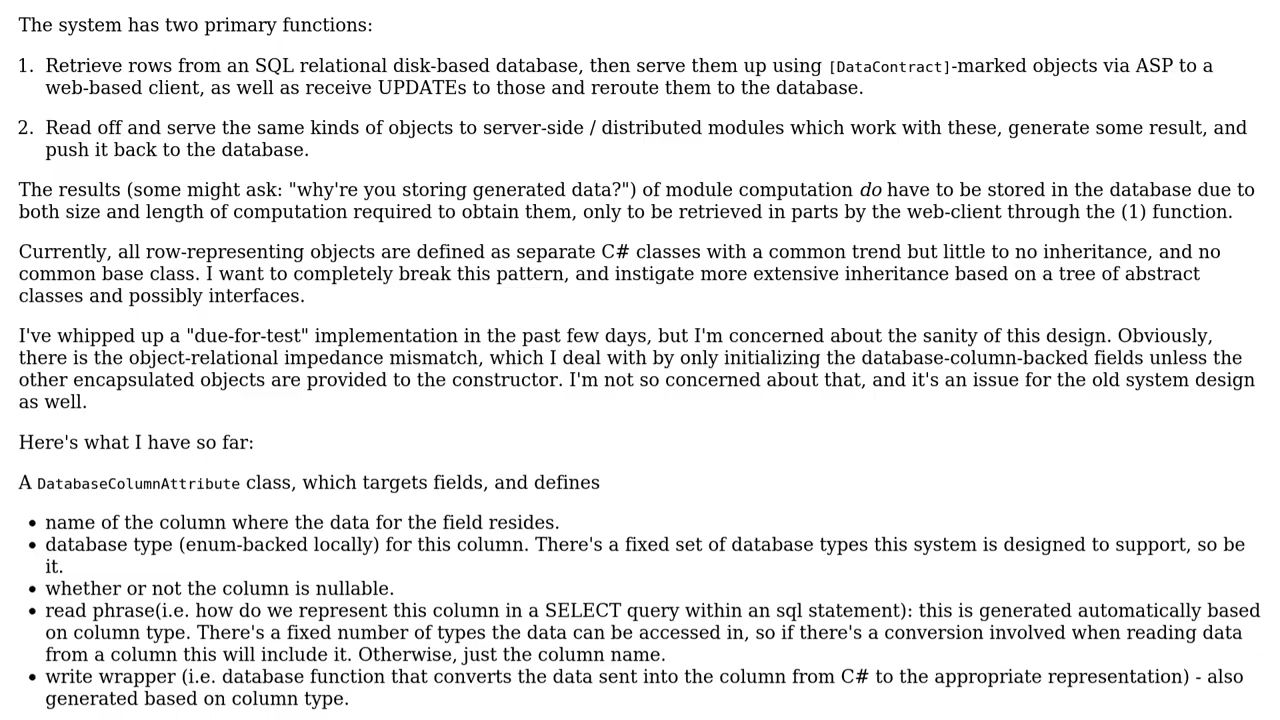 The system has two primary functions:
1. Retrieve rows from an SQL relational disk-based database, then serve them up using [DataContract]-marked objects via ASP to a
web-based client, as well as receive UPDATEs to those and reroute them to the database.
2. Read off and serve the same kinds of objects to server-side / distributed modules which work with these, generate some result, and
push it back to the database.
The results (some might ask: "why're you storing generated data?") of module computation do have to be stored in the database due to
both size and length of computation required to obtain them, only to be retrieved in parts by the web-client through the (1) function.
Currently, all row-representing objects are defined as separate C# classes with a common trend but little to no inheritance, and no
common base class. I want to completely break this pattern, and instigate more extensive inheritance based on a tree of abstract
classes and possibly interfaces.
I've whipped up a "due-for-test" implementation in the past few days, but I'm concerned about the sanity of this design. Obviously,
there is the object-relational impedance mismatch, which I deal with by only initializing the database-column-backed fields unless the
other encapsulated objects are provided to the constructor. I'm not so concerned about that, and it's an issue for the old system design
as well.
Here's what I have so far:
A DatabaseColumnAttribute class, which targets fields, and defines
• name of the column where the data for the field resides.
• database type (enum-backed locally) for this column. There's a fixed set of database types this system is designed to support, so be
it.
• whether or not the column is nullable.
• read phrase(i.e. how do we represent this column in a SELECT query within an sql statement): this is generated automatically based
on column type. There's a fixed number of types the data can be accessed in, so if there's a conversion involved when reading data
from a column this will include it. Otherwise, just the column name.
• write wrapper (i.e. database function that converts the data sent into the column from C# to the appropriate representation) - also
generated based on column type.